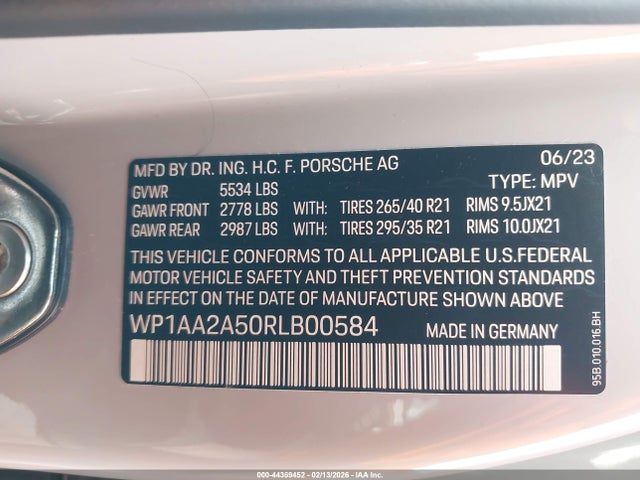 MFD BY DR. ING. H.C. F. PORSCHE AG 06/23
GVWR 5534 LBS TYPE: MPV
GAWR FRONT 2778 LBS WITH: TIRES 265/40 R21 RIMS 9.5JX21
GAWR REAR 2987 LBS WITH: TIRES 295/35 R21 RIMS 10.0JX21
THIS VEHICLE CONFORMS TO ALL APPLICABLE U.S.FEDERAL
MOTOR VEHICLE SAFETY AND THEFT PREVENTION STANDARDS
IN EFFECT ON THE DATE OF MANUFACTURE SHOWN ABOVE
WP1AA2A50RLB00584 MADE IN GERMANY
95B.010.016.BH
000-44369452 - 02/13/2026 - IAA Inc.